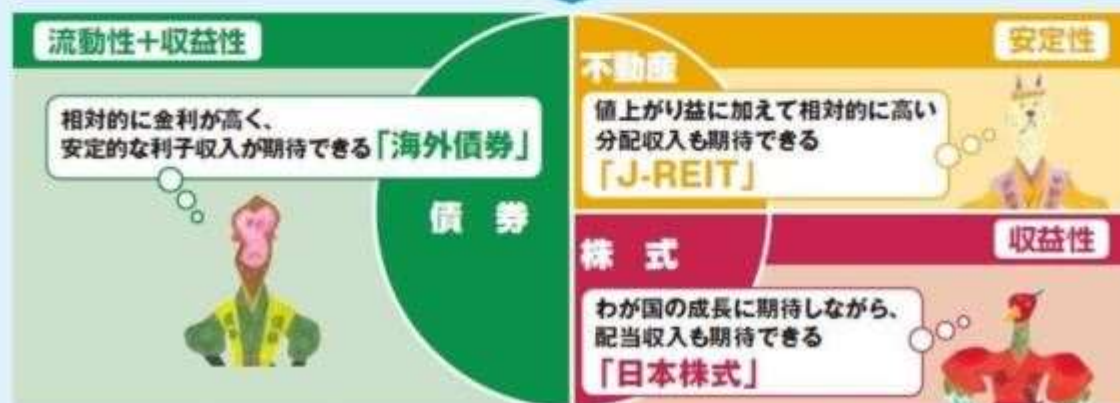 流動性+収益性
相対的に金利が高く、
安定的な利子収入が期待できる「海外債券」
債 券
不動産
安定性
値上がり益に加えて相対的に高い
分配収入も期待できる
「J-REIT」
株 式
収益性
わが国の成長に期待しながら、
配当収入も期待できる
「日本株式」